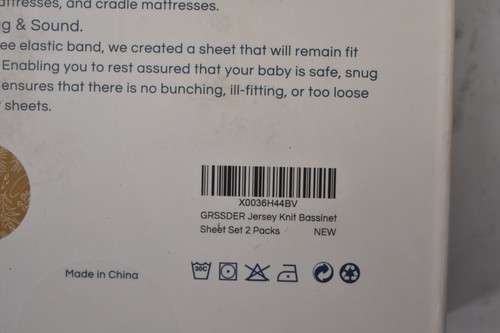 attresses, and cradle mattresses.
g & Sound.
ee elastic band, we created a sheet that will remain fit
Enabling you to rest assured that your baby is safe, snug
ensures that there is no bunching, ill-fitting, or too loose
sheets.
X0036H44BV
GRSSDER Jersey Knit Bassinet
Sheet Set 2 Packs NEW
Made in China
30C